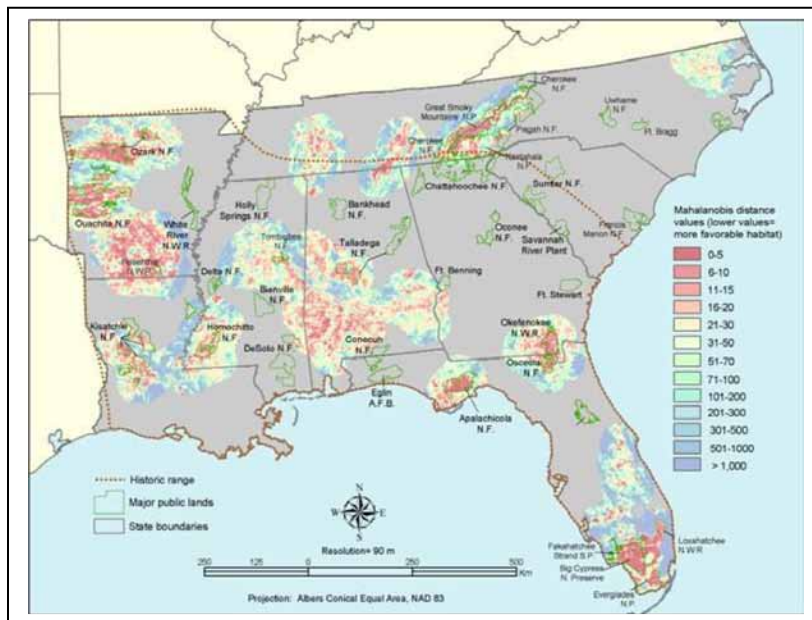 Cherokee
N.F.
Great Smoky
Mountains N.P.
Uwharrie
N.F.
Ft. Bragg
Pisgah N.F.
Cherokee
N.F.
Nantahala
N.F.
Ozark N.F.
Chattahoochee N.F.
Sumter N.F.
Holly
Springs N.F.
Bankhead
N.F.
Ouachita N.F.
White
River
N.W.R.
Oconee
N.F.
Francis
Marion N.F.
Savannah
River Plant
Tombigbee
N.F.
Talladega
N.F.
Delta N.F.
Ft. Benning
Bienville
N.F.
Ft. Stewart
Kisatchie
N.F.
Homochitto
N.F.
Okefenokee
N.W.R.
Conecuh
N.F.
DeSoto N.F.
Osceola
N.F.
Eglin
A.F.B.
Apalachicola
N.F.
Mahalanobis distance
values (lower values=
more favorable habitat)
0-5
6-10
11-15
16-20
21-30
31-50
51-70
71-100
101-200
201-300
301-500
501-1000
> 1,000
Historic range
Major public lands
State boundaries
N
W E
S
Resolution= 90 m
250 0 250 500
Km
Projection: Albers Conical Equal Area, NAD 83
Fakahatchee
Strand S.P.
Big Cypress
N. Preserve
Everglades
N.P.
Loxahatchee
N.W.R